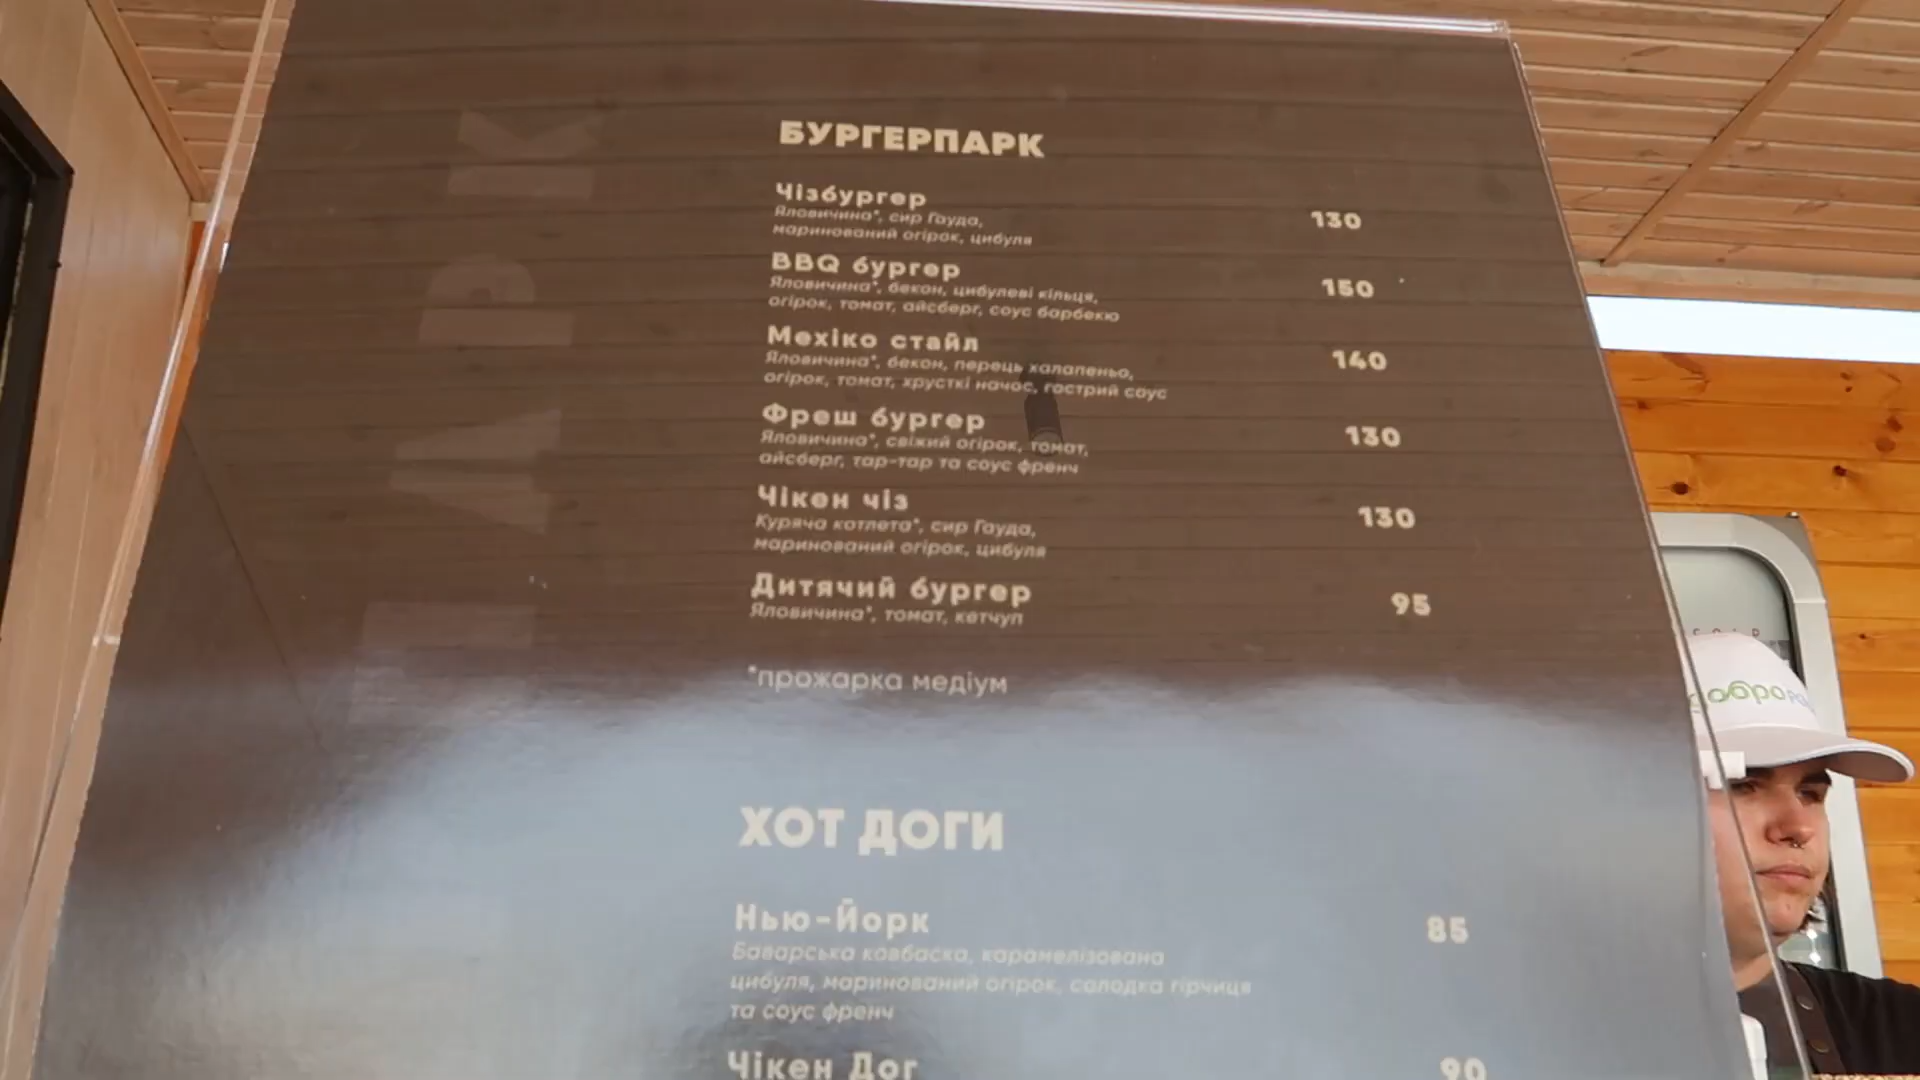 БУРГЕРПАРК
Чізбургер 130
Яловичина*, сир Гауда,
маринований огірок, цибуля
BBQ бургер 150
Яловичина*, бекон, цибулеві кільця,
огірок, томат, айсберг, соус барбекю
Мехіко стайл 140
Яловичина*, бекон, перець халапеньо,
огірок, томат, хрусткі начос, гострий соус
Фреш бургер 130
Яловичина*, свіжий огірок, томат,
айсберг, тар-тар та соус френч
Чікен чіз 130
Куряча котлета*, сир Гауда,
маринований огірок, цибуля
Дитячий бургер 95
Яловичина*, томат, кетчуп
*прожарка медіум
ХОТ ДОГИ
Нью-Йорк 85
Баварська ковбаска, карамелізована
цибуля, маринований огірок, солодка гірчиця
та соус френч
Чікен Дог 90